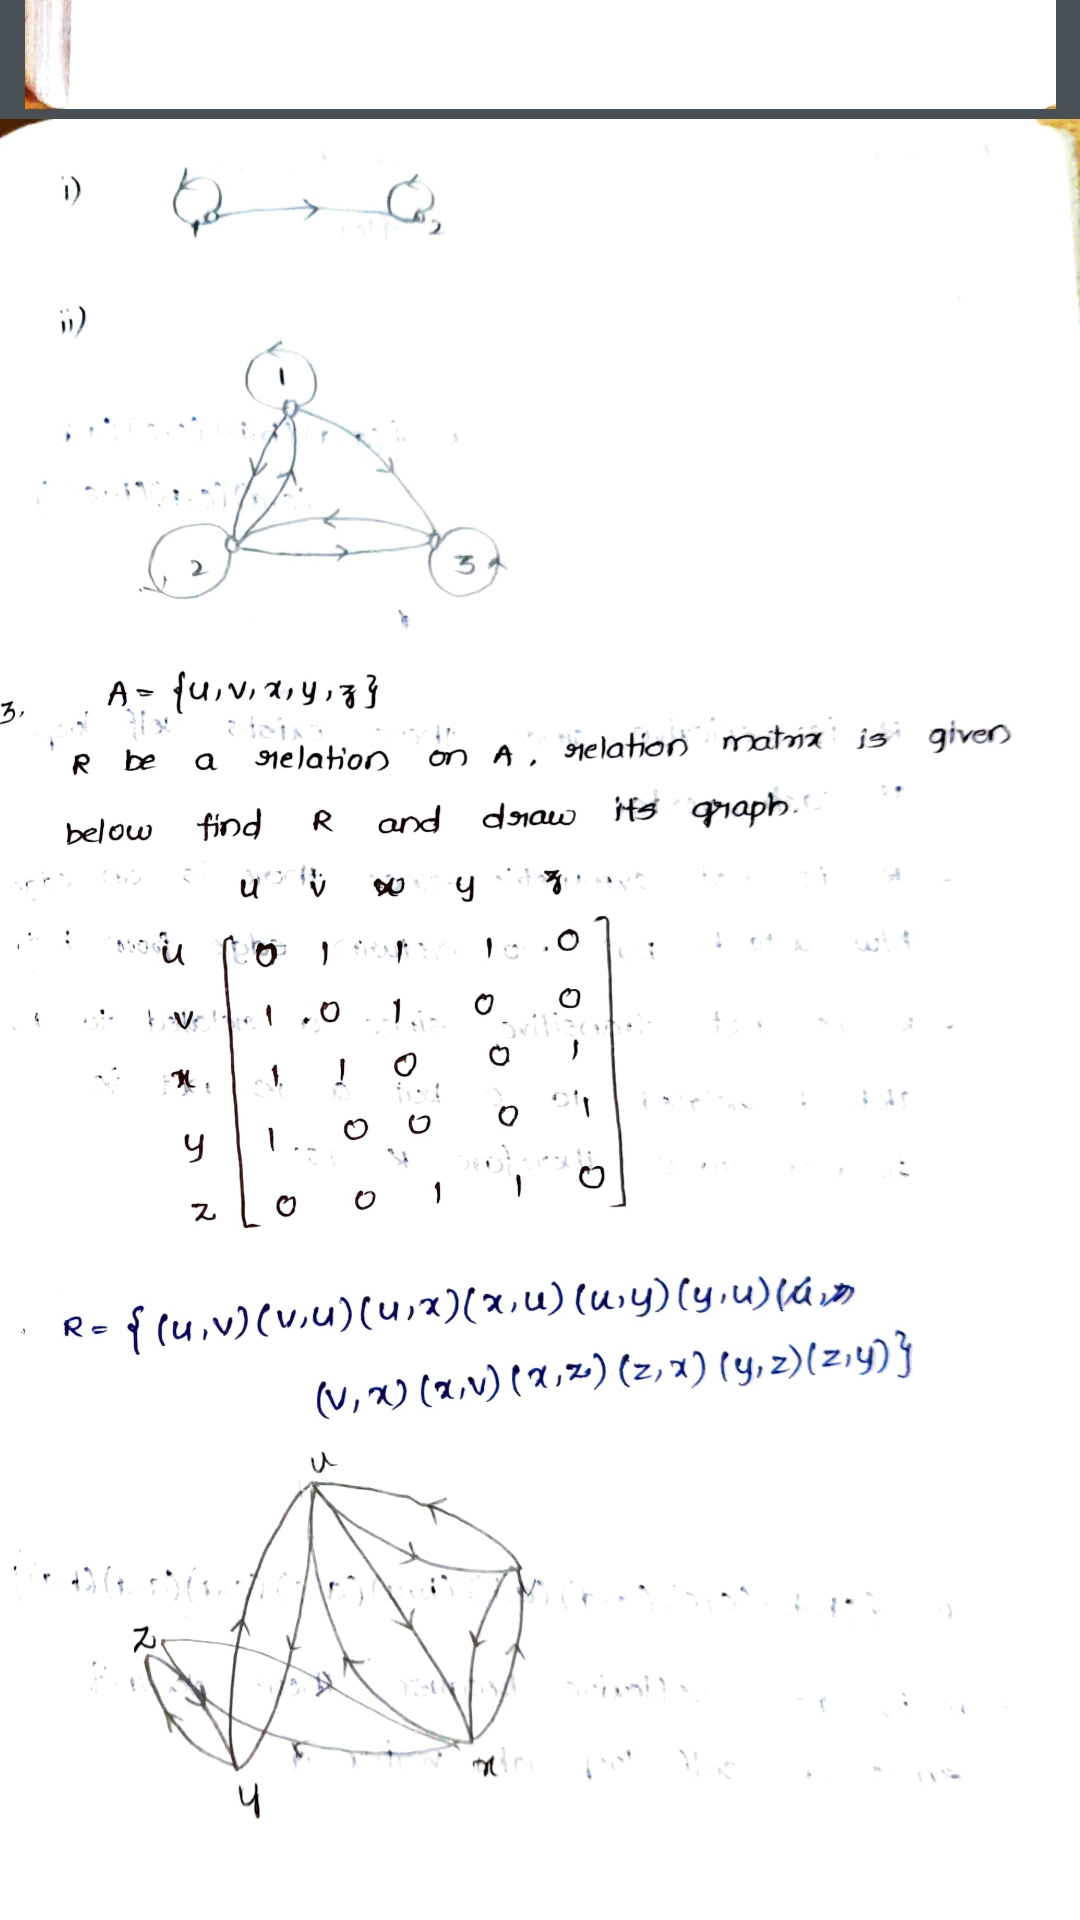 i)
1 2
ii)
1
2 3
3. A = {u, v, x, y, z}
R be a relation on A, relation matrix is given
below find R and draw its graph.
u v x y z
u 0 1 1 1 0
v 1 0 1 0 0
x 1 1 0 0 1
y 1 0 0 0 1
z 0 0 1 1 0
R = { (u,v) (v,u) (u,x) (x,u) (u,y) (y,u)
(v,x) (x,v) (x,z) (z,x) (y,z) (z,y) }
u
v
z
x
y